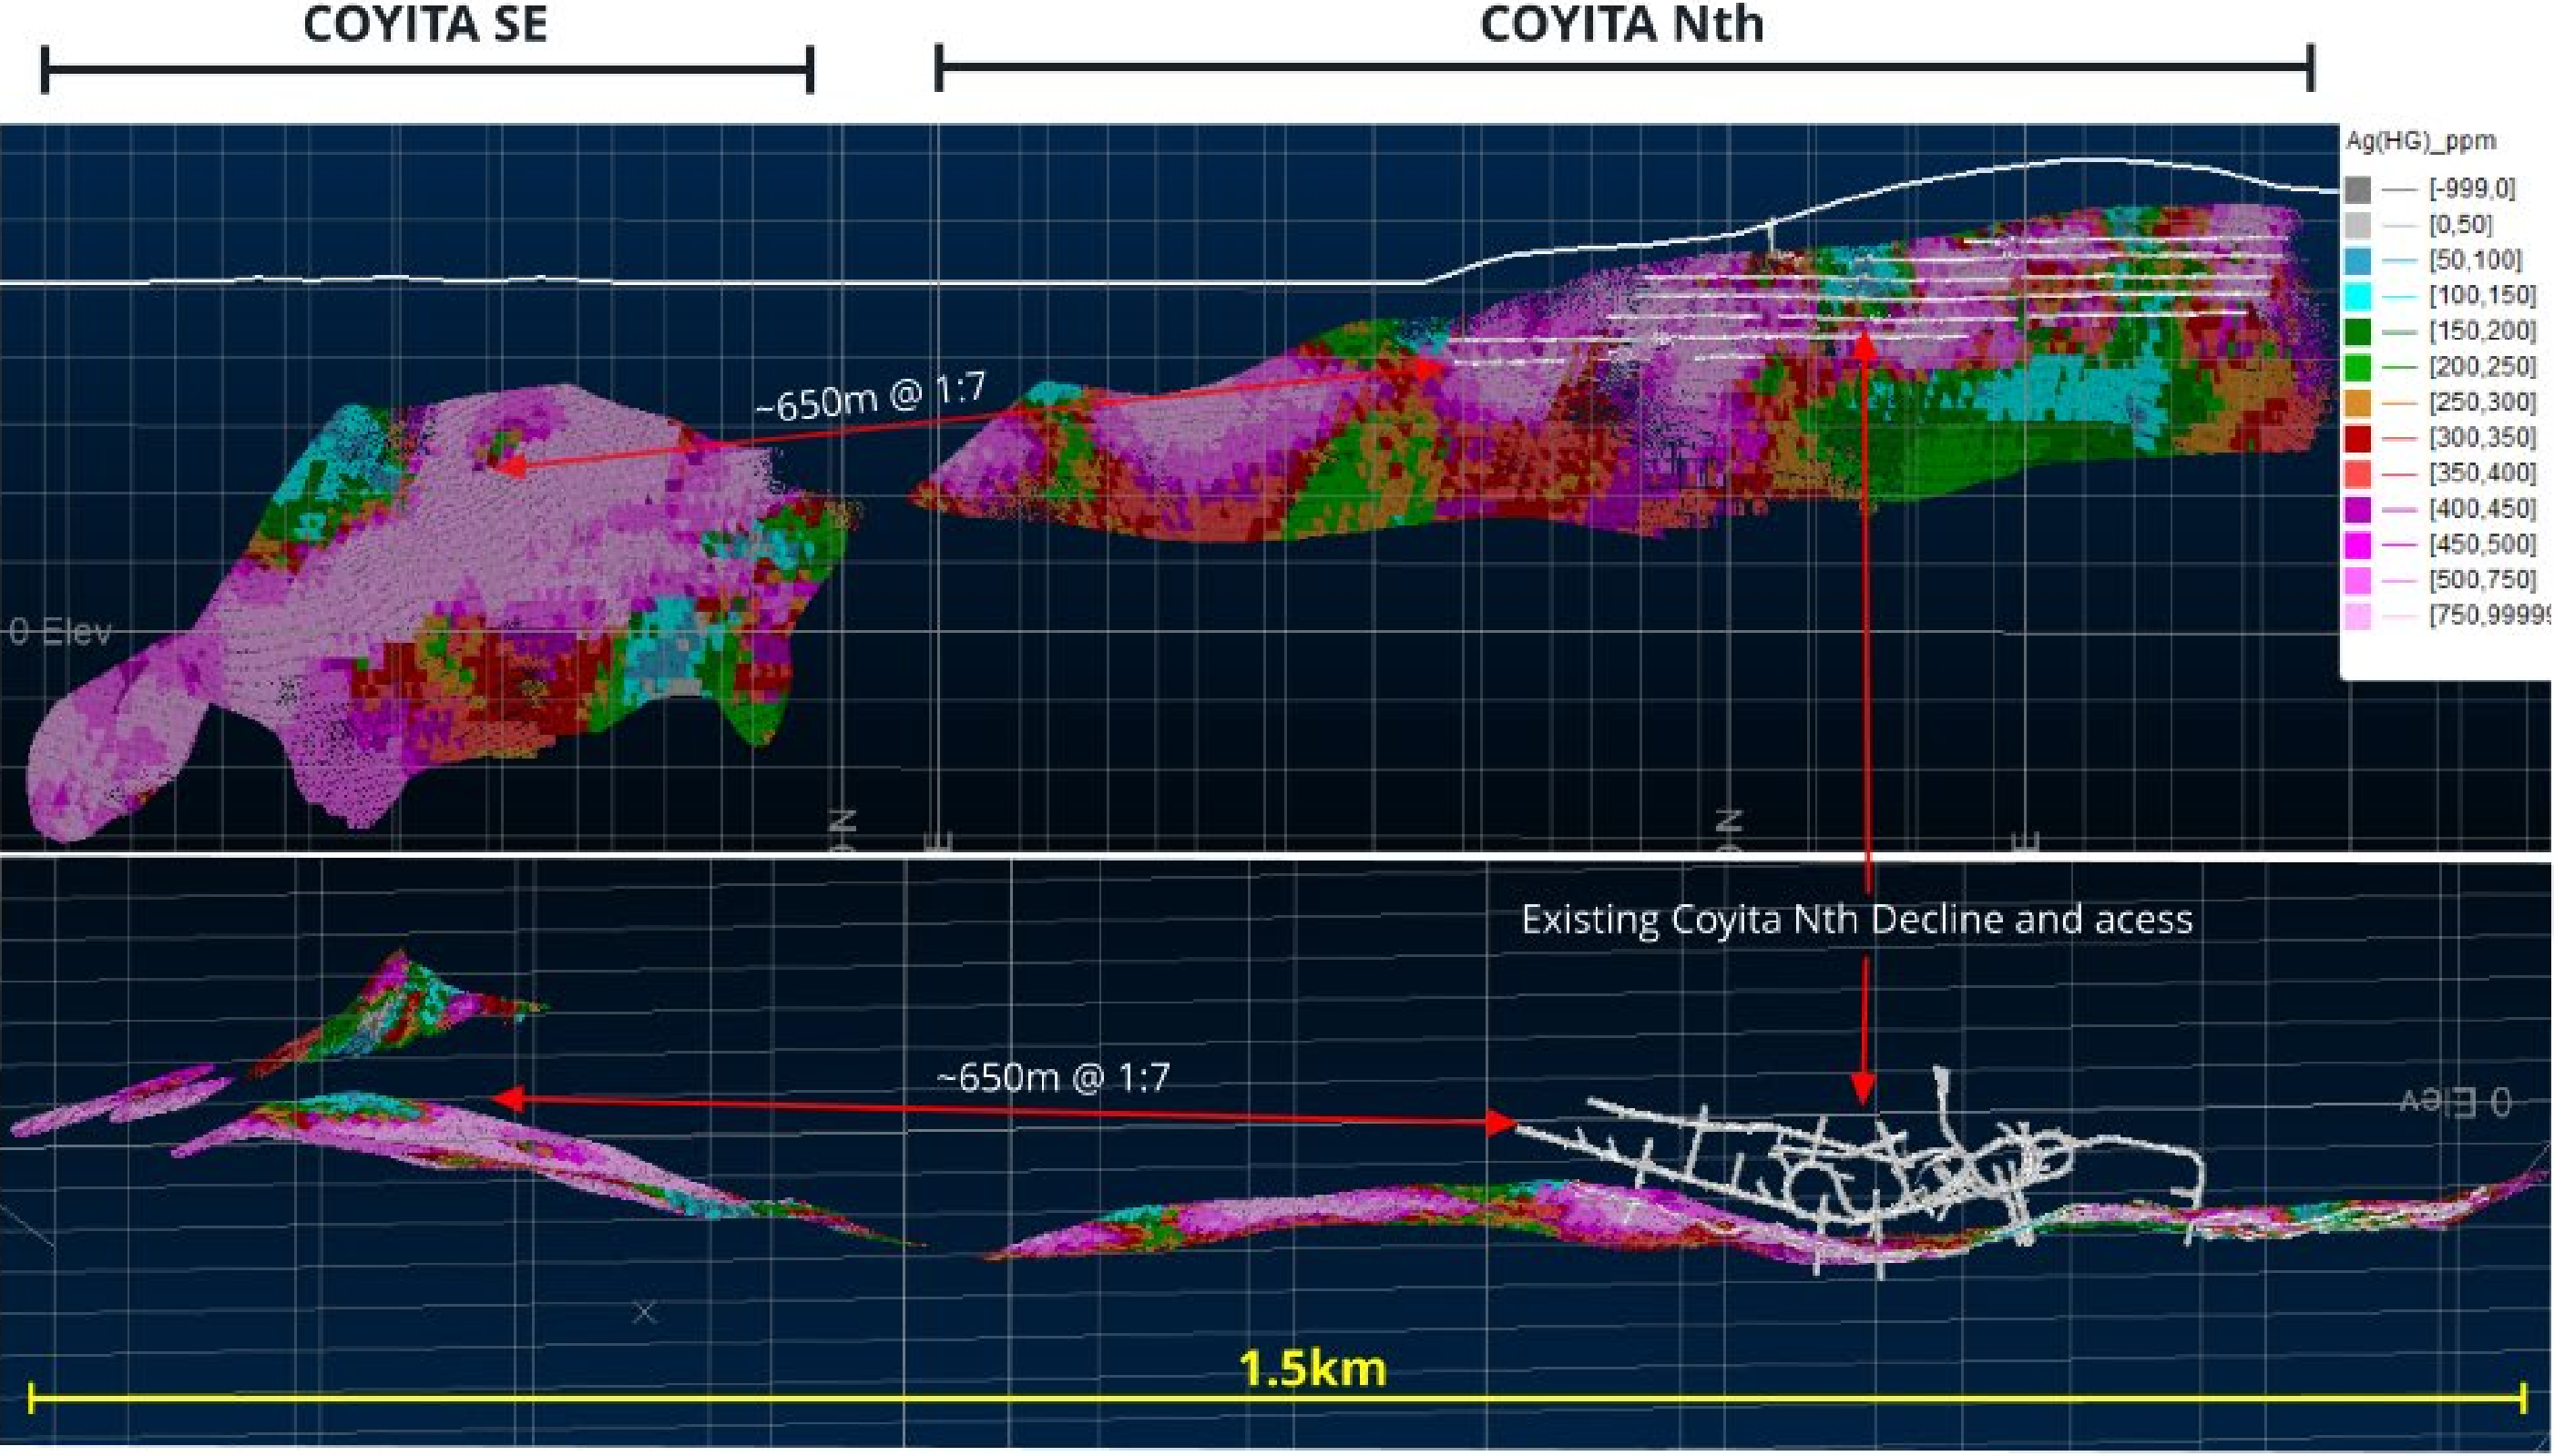 COYITA SE
COYITA Nth
Ag(HG)_ppm
[-999,0]
[0,50]
[50,100]
[100,150]
[150,200]
[200,250]
[250,300]
[300,350]
[350,400]
[400,450]
[450,500]
[500,750]
[750,99999
~650m @ 1:7
0 Elev
N
E
N
E
Existing Coyita Nth Decline and acess
~650m @ 1:7
0 Elev
1.5km